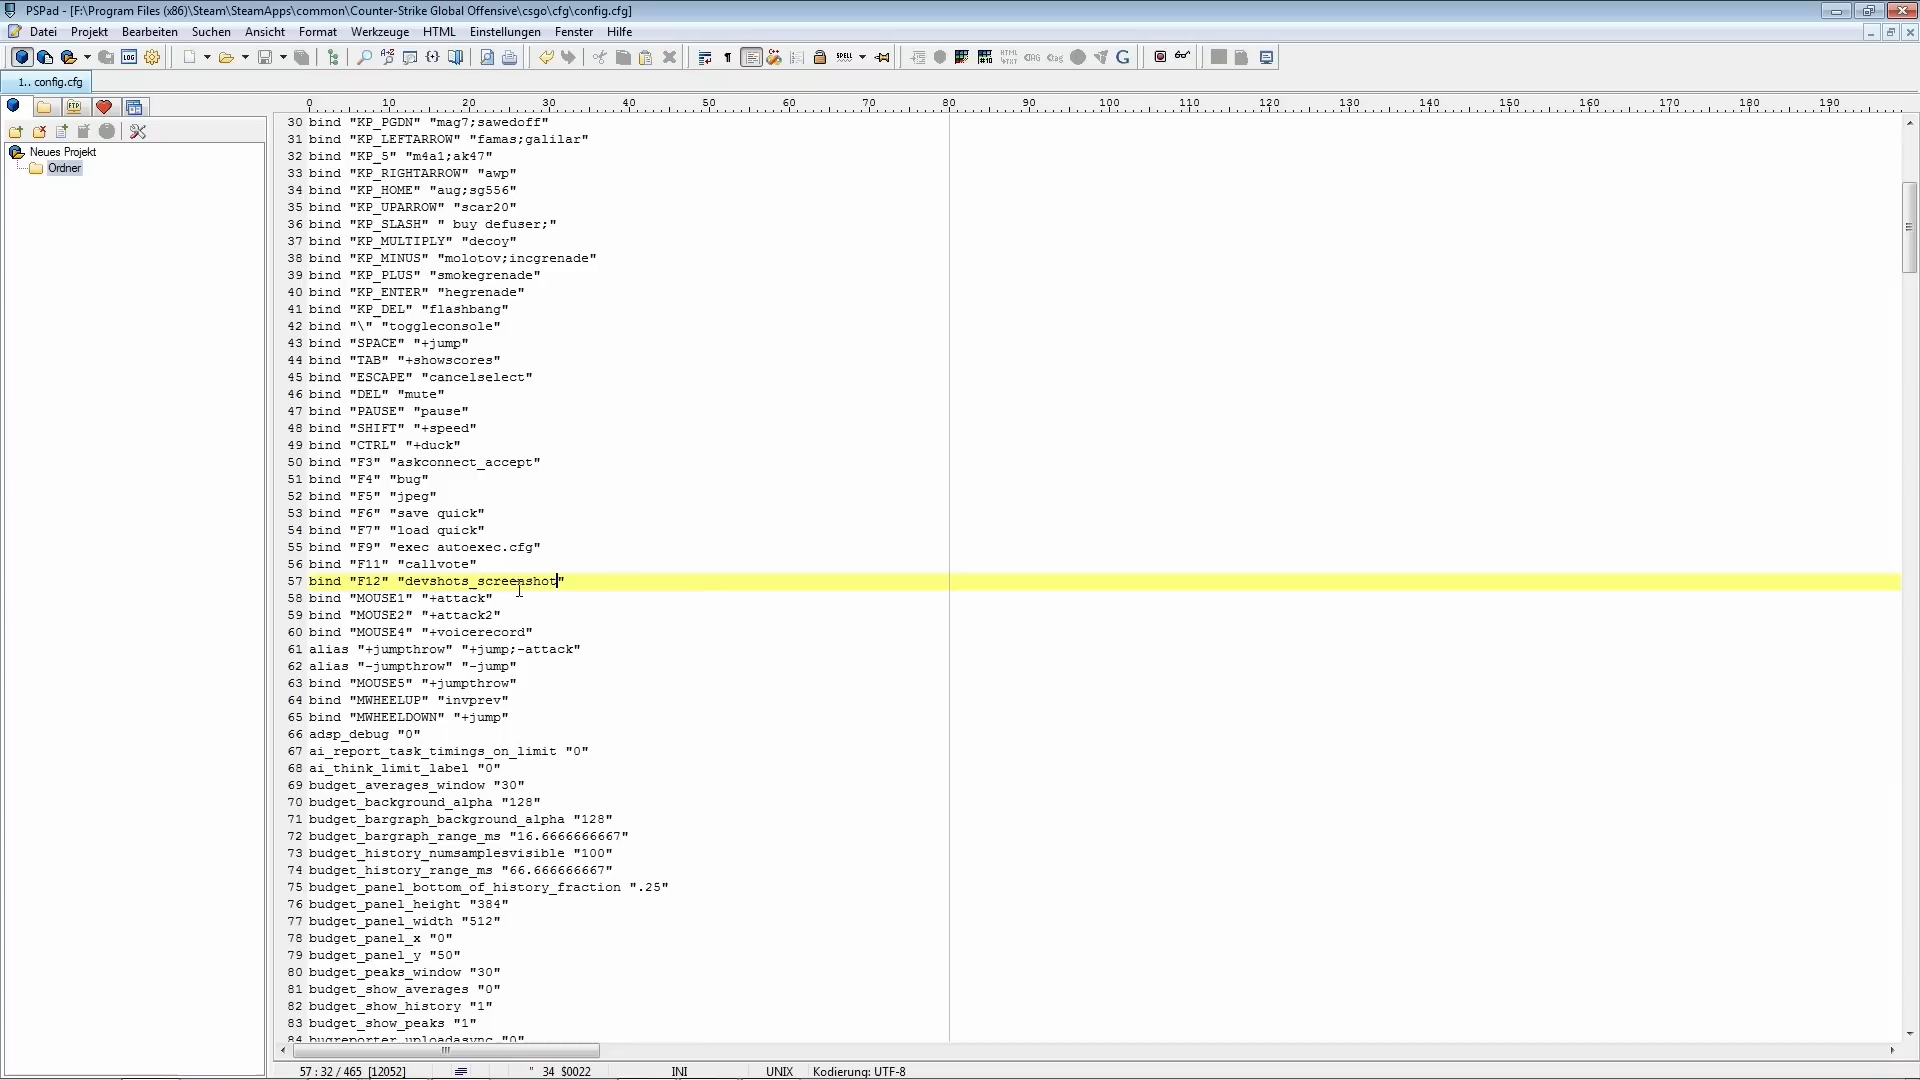 PSPad - [F:\Program Files (x86)\Steam\SteamApps\common\Counter-Strike Global Offensive\csgo\cfg\config.cfg]
Datei Projekt Bearbeiten Suchen Ansicht Format Werkzeuge HTML Einstellungen Fenster Hilfe
1.. config.cfg
0 10 20 30 40 50 60 70 80 90 100 110 120 130 140 150 160 170 180 190
Neues Projekt
Ordner
30 bind "KP_PGDN" "mag7;sawedoff"
31 bind "KP_LEFTARROW" "famas;galilar"
32 bind "KP_5" "m4a1;ak47"
33 bind "KP_RIGHTARROW" "awp"
34 bind "KP_HOME" "aug;sg556"
35 bind "KP_UPARROW" "scar20"
36 bind "KP_SLASH" " buy defuser;"
37 bind "KP_MULTIPLY" "decoy"
38 bind "KP_MINUS" "molotov;incgrenade"
39 bind "KP_PLUS" "smokegrenade"
40 bind "KP_ENTER" "hegrenade"
41 bind "KP_DEL" "flashbang"
42 bind "\" "toggleconsole"
43 bind "SPACE" "+jump"
44 bind "TAB" "+showscores"
45 bind "ESCAPE" "cancelselect"
46 bind "DEL" "mute"
47 bind "PAUSE" "pause"
48 bind "SHIFT" "+speed"
49 bind "CTRL" "+duck"
50 bind "F3" "askconnect_accept"
51 bind "F4" "bug"
52 bind "F5" "jpeg"
53 bind "F6" "save quick"
54 bind "F7" "load quick"
55 bind "F9" "exec autoexec.cfg"
56 bind "F11" "callvote"
57 bind "F12" "devshots_screenshot"
58 bind "MOUSE1" "+attack"
59 bind "MOUSE2" "+attack2"
60 bind "MOUSE4" "+voicerecord"
61 alias "+jumpthrow" "+jump;-attack"
62 alias "-jumpthrow" "-jump"
63 bind "MOUSE5" "+jumpthrow"
64 bind "MWHEELUP" "invprev"
65 bind "MWHEELDOWN" "+jump"
66 adsp_debug "0"
67 ai_report_task_timings_on_limit "0"
68 ai_think_limit_label "0"
69 budget_averages_window "30"
70 budget_background_alpha "128"
71 budget_bargraph_background_alpha "128"
72 budget_bargraph_range_ms "16.6666666667"
73 budget_history_numsamplesvisible "100"
74 budget_history_range_ms "66.666666667"
75 budget_panel_bottom_of_history_fraction ".25"
76 budget_panel_height "384"
77 budget_panel_width "512"
78 budget_panel_x "0"
79 budget_panel_y "50"
80 budget_peaks_window "30"
81 budget_show_averages "0"
82 budget_show_history "1"
83 budget_show_peaks "1"
84 bugreporter_uploadasync "0"
57 : 32 / 465 [12052] " 34 $0022 INI UNIX Kodierung: UTF-8